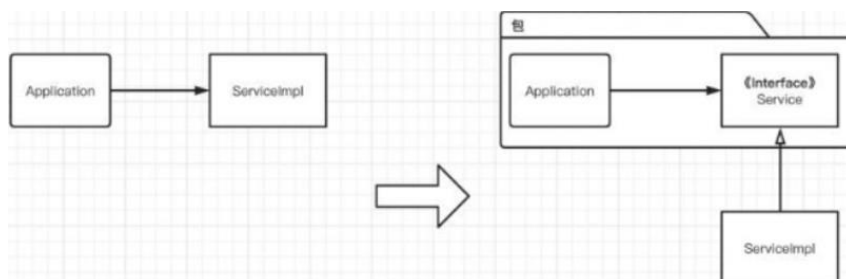 Application
ServiceImpl
包
Application
《Interface》
Service
ServiceImpl